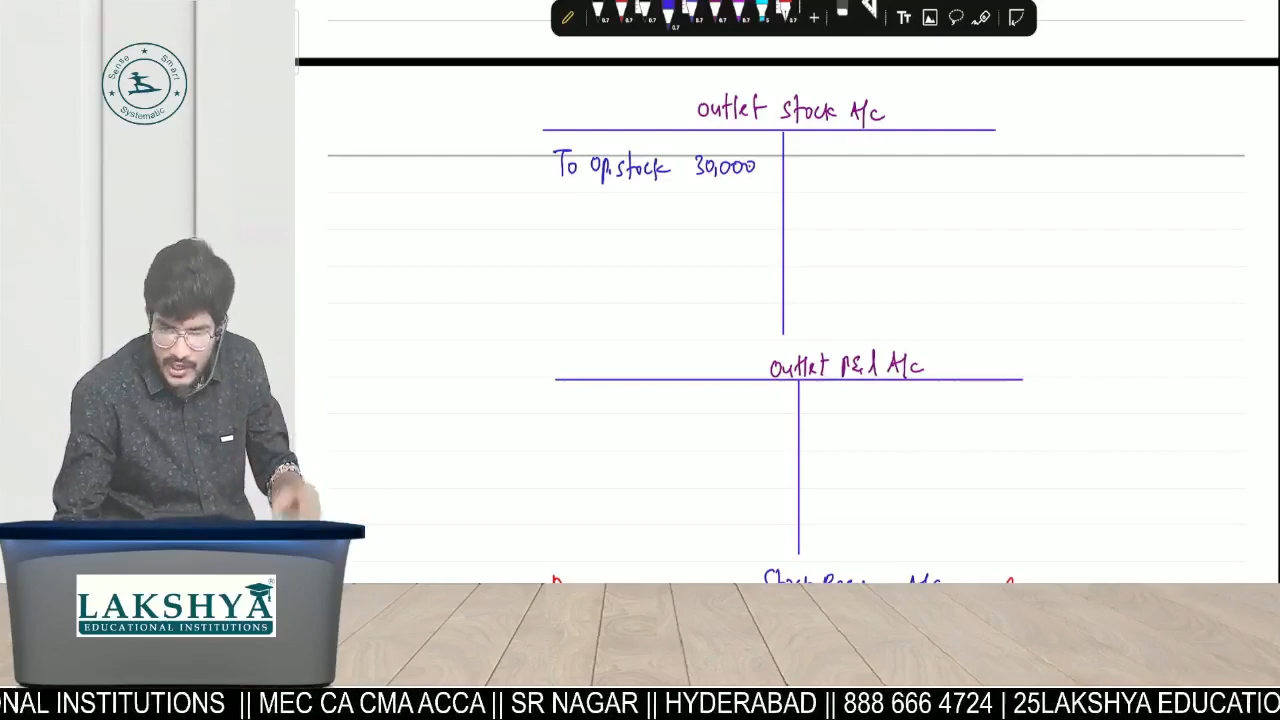 Sense Smart Systematic
Outlet Stock A/c
To Op.stock 30,000
Outlet P&L A/c
A/c
LAKSHYA®
EDUCATIONAL INSTITUTIONS
ONAL INSTITUTIONS || MEC CA CMA ACCA || SR NAGAR || HYDERABAD || 888 666 4724 | 25LAKSHYA EDUCATIO